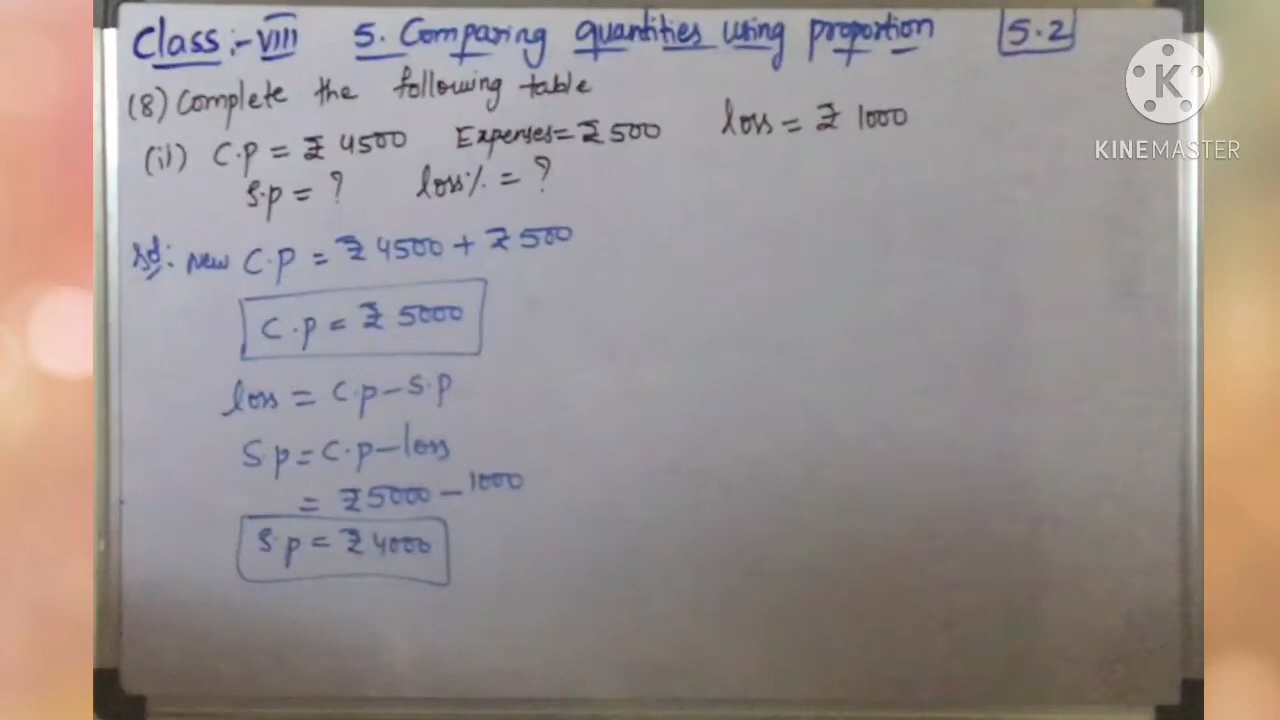 Class:- VIII 5. Comparing quantities using proportion 5.2
(8) Complete the following table
(ii) C.p = ₹ 4500 Expenses = ₹ 500 loss = ₹ 1000
S.p = ? loss% = ?
Sol: New C.P = ₹ 4500 + ₹ 500
C.p = ₹ 5000
loss = C.p - S.p
S.p = C.p - loss
= ₹ 5000 - 1000
S.p = ₹ 4000
K
KINEMASTER